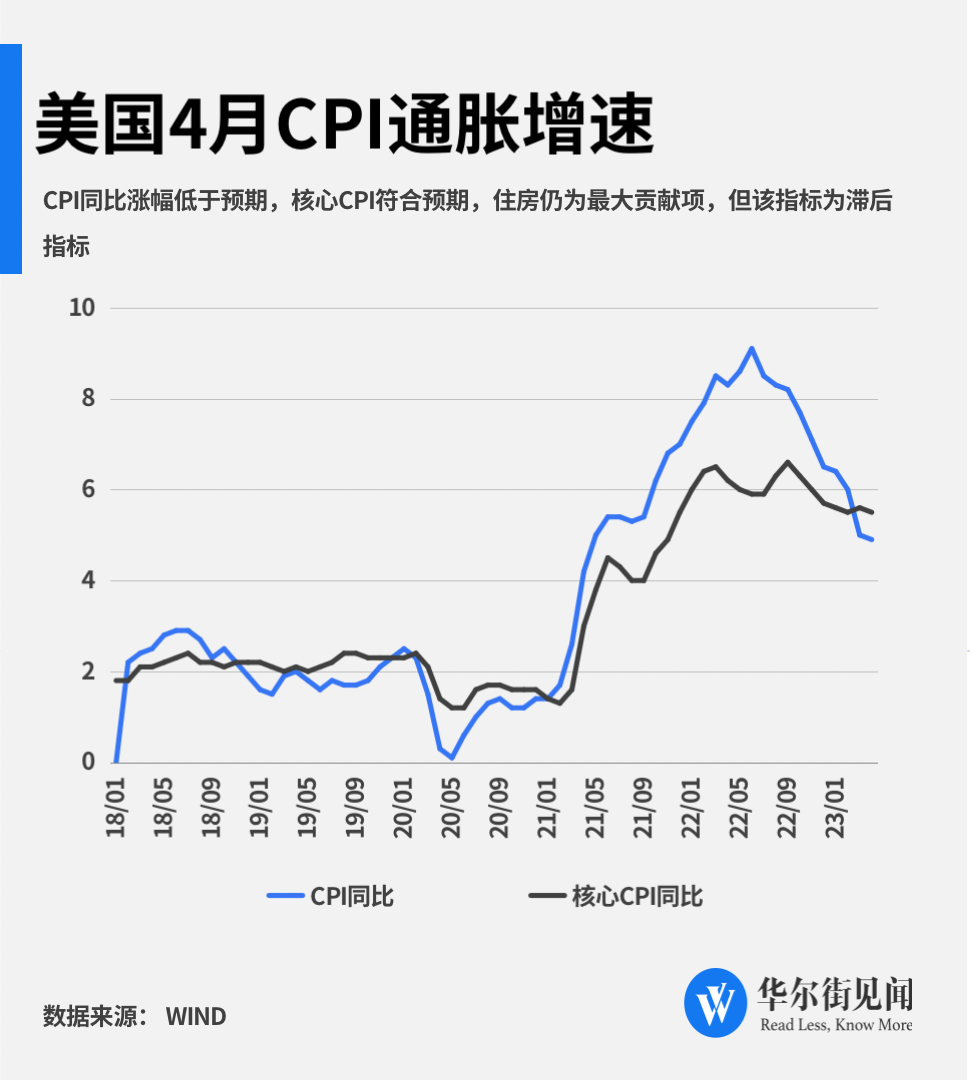 美国4月CPI通胀增速
CPI同比涨幅低于预期，核心CPI符合预期，住房仍为最大贡献项，但该指标为滞后
指标
10
8
6
4
2
0
18/01
18/05
18/09
19/01
19/05
19/09
20/01
20/05
20/09
21/01
21/05
21/09
22/01
22/05
22/09
23/01
CPI同比
核心CPI同比
华尔街见闻
Read Less, Know More
数据来源： WIND